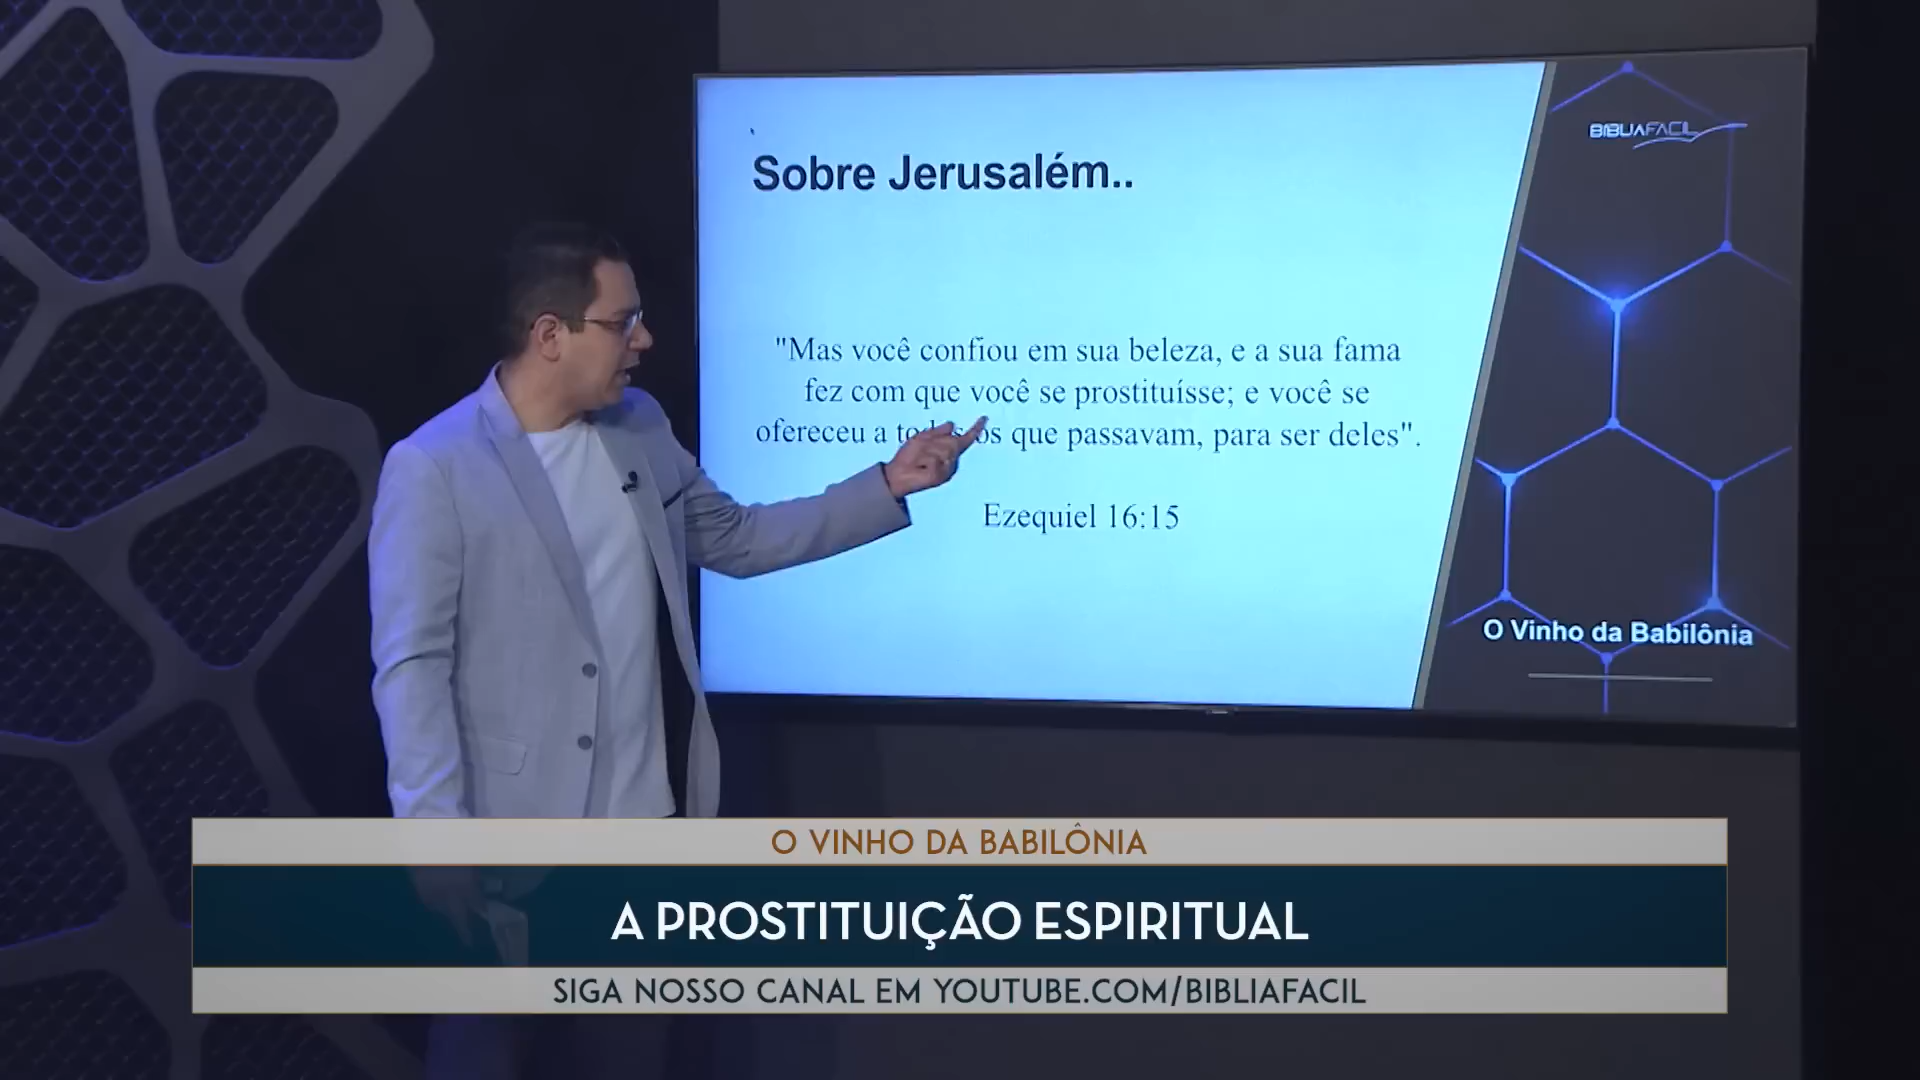 BIBLIAFACIL
Sobre Jerusalém..
"Mas você confiou em sua beleza, e a sua fama
fez com que você se prostituísse; e você se
ofereceu a todos os que passavam, para ser deles".
Ezequiel 16:15
O Vinho da Babilônia
O VINHO DA BABILÔNIA
A PROSTITUIÇÃO ESPIRITUAL
SIGA NOSSO CANAL EM YOUTUBE.COM/BIBLIAFACIL